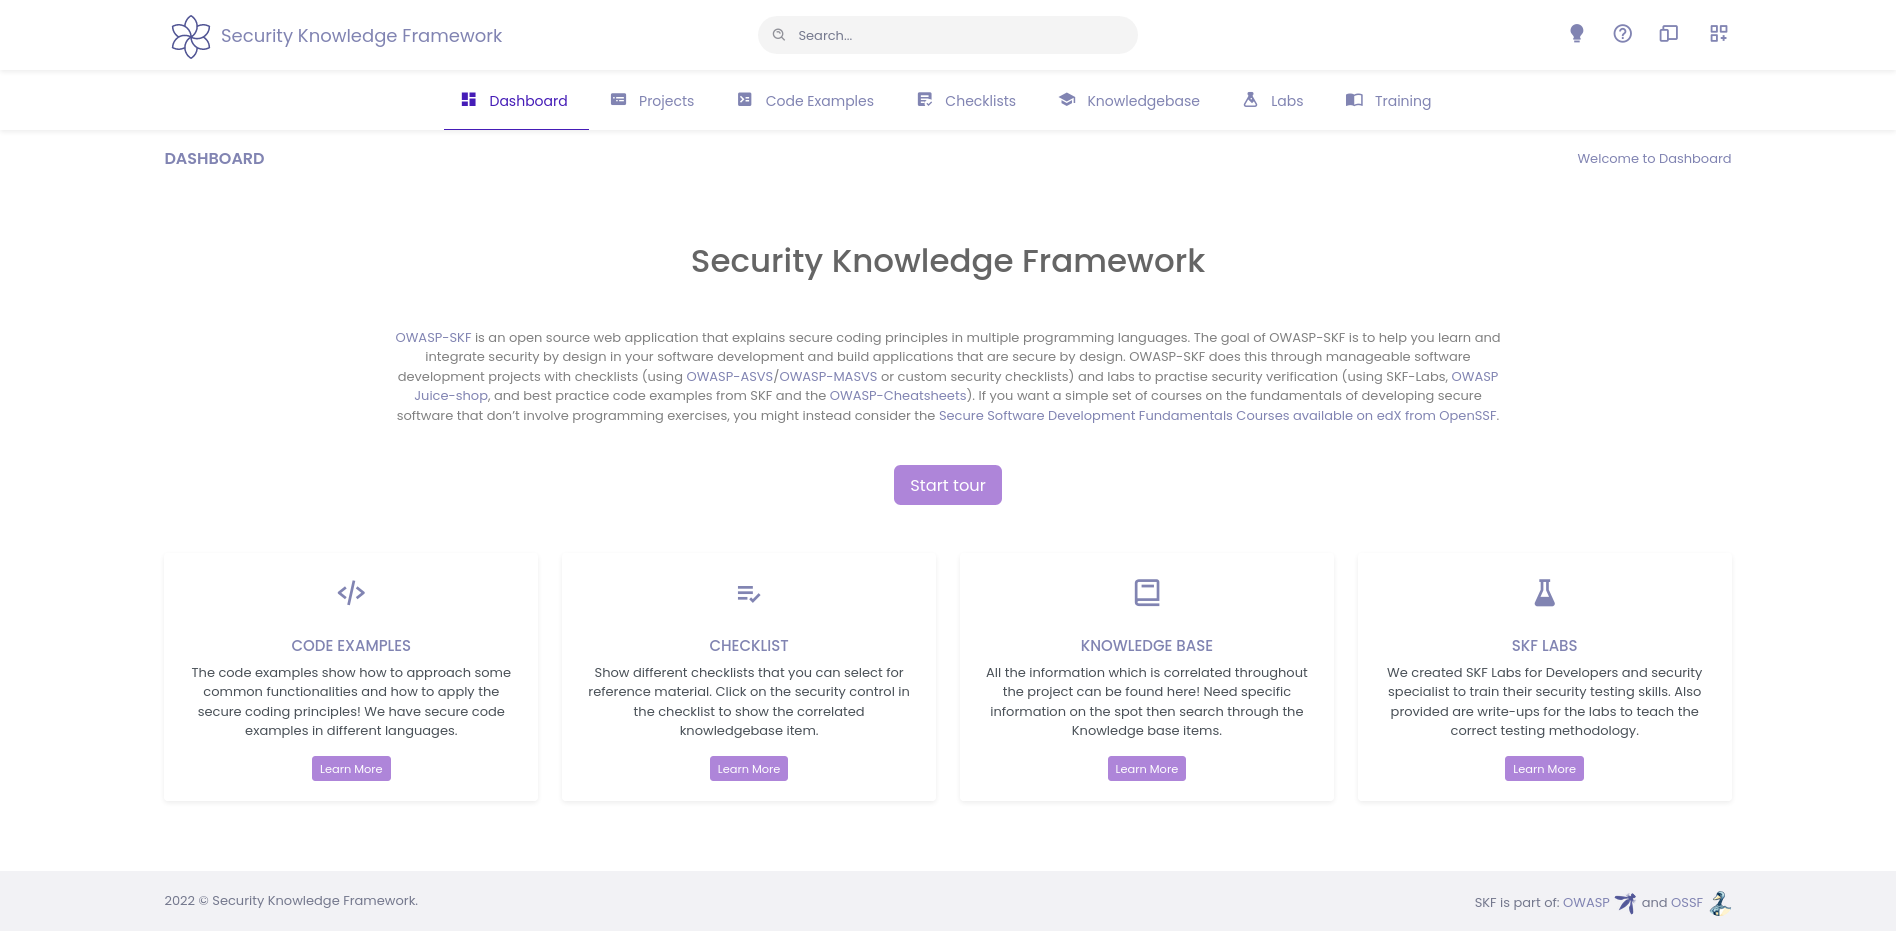 Security Knowledge Framework
Search...
Dashboard
Projects
Code Examples
Checklists
Knowledgebase
Labs
Training
DASHBOARD
Welcome to Dashboard
Security Knowledge Framework
OWASP-SKF is an open source web application that explains secure coding principles in multiple programming languages. The goal of OWASP-SKF is to help you learn and
integrate security by design in your software development and build applications that are secure by design. OWASP-SKF does this through manageable software
development projects with checklists (using OWASP-ASVS/OWASP-MASVS or custom security checklists) and labs to practise security verification (using SKF-Labs, OWASP
Juice-shop, and best practice code examples from SKF and the OWASP-Cheatsheets). If you want a simple set of courses on the fundamentals of developing secure
software that don’t involve programming exercises, you might instead consider the Secure Software Development Fundamentals Courses available on edX from OpenSSF.
Start tour
CODE EXAMPLES
The code examples show how to approach some
common functionalities and how to apply the
secure coding principles! We have secure code
examples in different languages.
Learn More
CHECKLIST
Show different checklists that you can select for
reference material. Click on the security control in
the checklist to show the correlated
knowledgebase item.
Learn More
KNOWLEDGE BASE
All the information which is correlated throughout
the project can be found here! Need specific
information on the spot then search through the
Knowledge base items.
Learn More
SKF LABS
We created SKF Labs for Developers and security
specialist to train their security testing skills. Also
provided are write-ups for the labs to teach the
correct testing methodology.
Learn More
2022 © Security Knowledge Framework.
SKF is part of: OWASP and OSSF